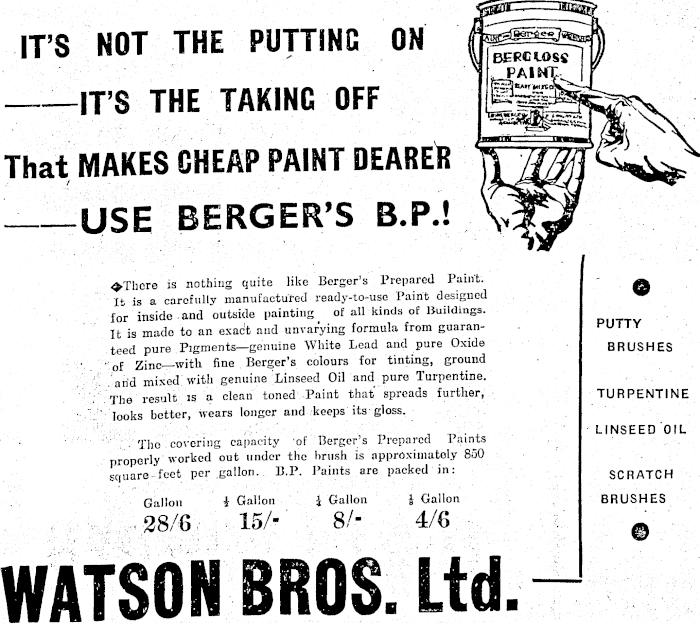 IT'S NOT THE PUTTING ON
IT'S THE TAKING OFF
That MAKES CHEAP PAINT DEARER
USE BERGER'S B.P.!
Berger
BERGLOSS
PAINT
There is nothing quite like Berger's Prepared Paint.
It is a carefully manufactured ready-to-use Paint designed
for inside and outside painting of all kinds of Buildings.
It is made to an exact and unvarying formula from guaran-
teed pure Pigments—genuine White Lead and pure Oxide
of Zinc—with fine Berger's colours for tinting, ground
and mixed with genuine Linseed Oil and pure Turpentine.
The result is a clean toned Paint that spreads further,
looks better, wears longer and keeps its gloss.
The covering capacity of Berger's Prepared Paints
properly worked out under the brush is approximately 850
square feet per gallon. B.P. Paints are packed in:
Gallon ½ Gallon ¼ Gallon ⅛ Gallon
28/6 15/- 8/- 4/6
PUTTY
BRUSHES
TURPENTINE
LINSEED OIL
SCRATCH
BRUSHES
WATSON BROS. Ltd.